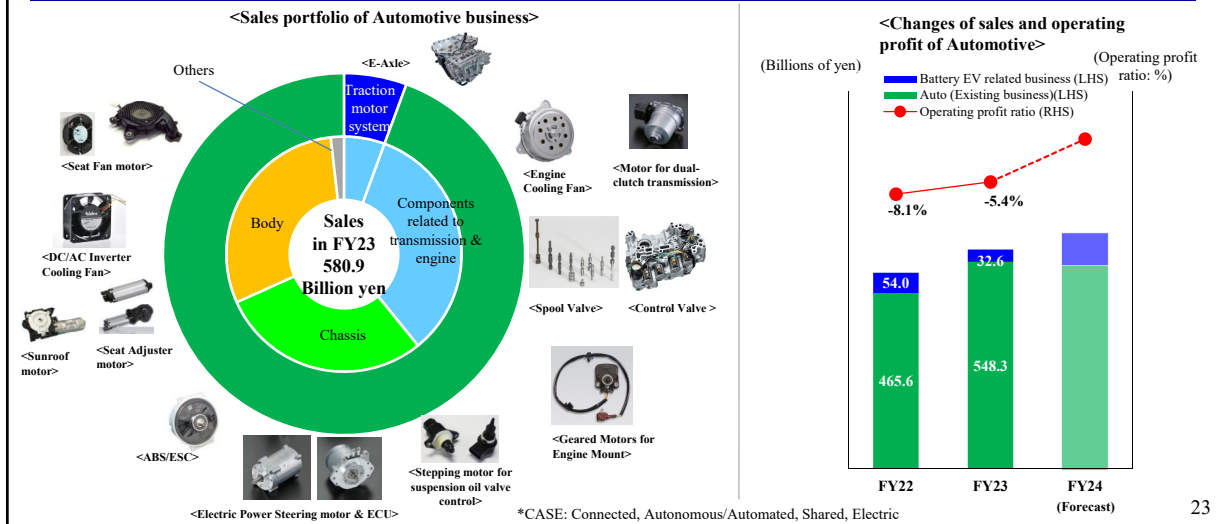 <Sales portfolio of Automotive business>
Others
<E-Axle>
Traction
motor
system
<Seat Fan motor>
<Engine
Cooling Fan>
<Motor for dual-
clutch transmission>
Body
Components
related to
transmission &
engine
Sales
in FY23
580.9
Billion yen
<DC/AC Inverter
Cooling Fan>
<Spool Valve>
<Control Valve >
Chassis
<Sunroof
motor>
<Seat Adjuster
motor>
<Geared Motors for
Engine Mount>
<ABS/ESC>
<Stepping motor for
suspension oil valve
control>
<Electric Power Steering motor & ECU>
<Changes of sales and operating
profit of Automotive>
(Billions of yen)
(Operating profit
ratio: %)
Battery EV related business (LHS)
Auto (Existing business)(LHS)
Operating profit ratio (RHS)
-8.1%
-5.4%
54.0
32.6
465.6
548.3
FY22
FY23
FY24
(Forecast)
*CASE: Connected, Autonomous/Automated, Shared, Electric
23